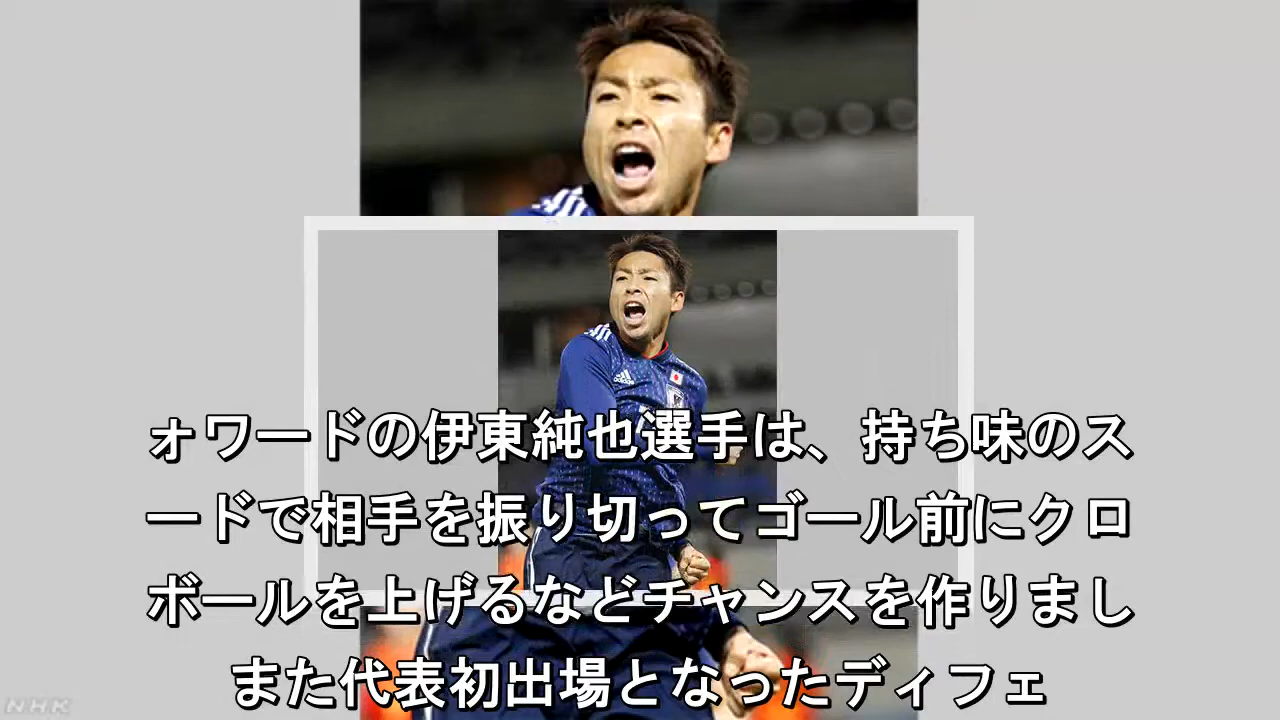 ォワードの伊東純也選手は、持ち味のス
ードで相手を振り切ってゴール前にクロ
ボールを上げるなどチャンスを作りまし
また代表初出場となったディフェ
adidas
NHK